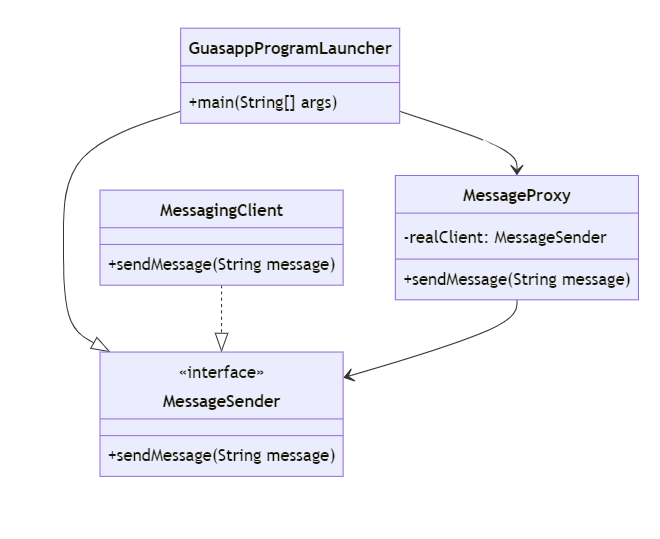 GuasappProgramLauncher
+main(String[] args)
MessagingClient
+sendMessage(String message)
MessageProxy
-realClient: MessageSender
+sendMessage(String message)
«interface»
MessageSender
+sendMessage(String message)